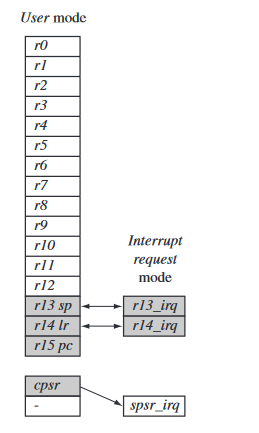 User mode
r0
r1
r2
r3
r4
r5
r6
r7
r8
r9
r10
r11
r12
Interrupt
request
mode
r13 sp r13_irq
r14 lr r14_irq
r15 pc
cpsr
- spsr_irq